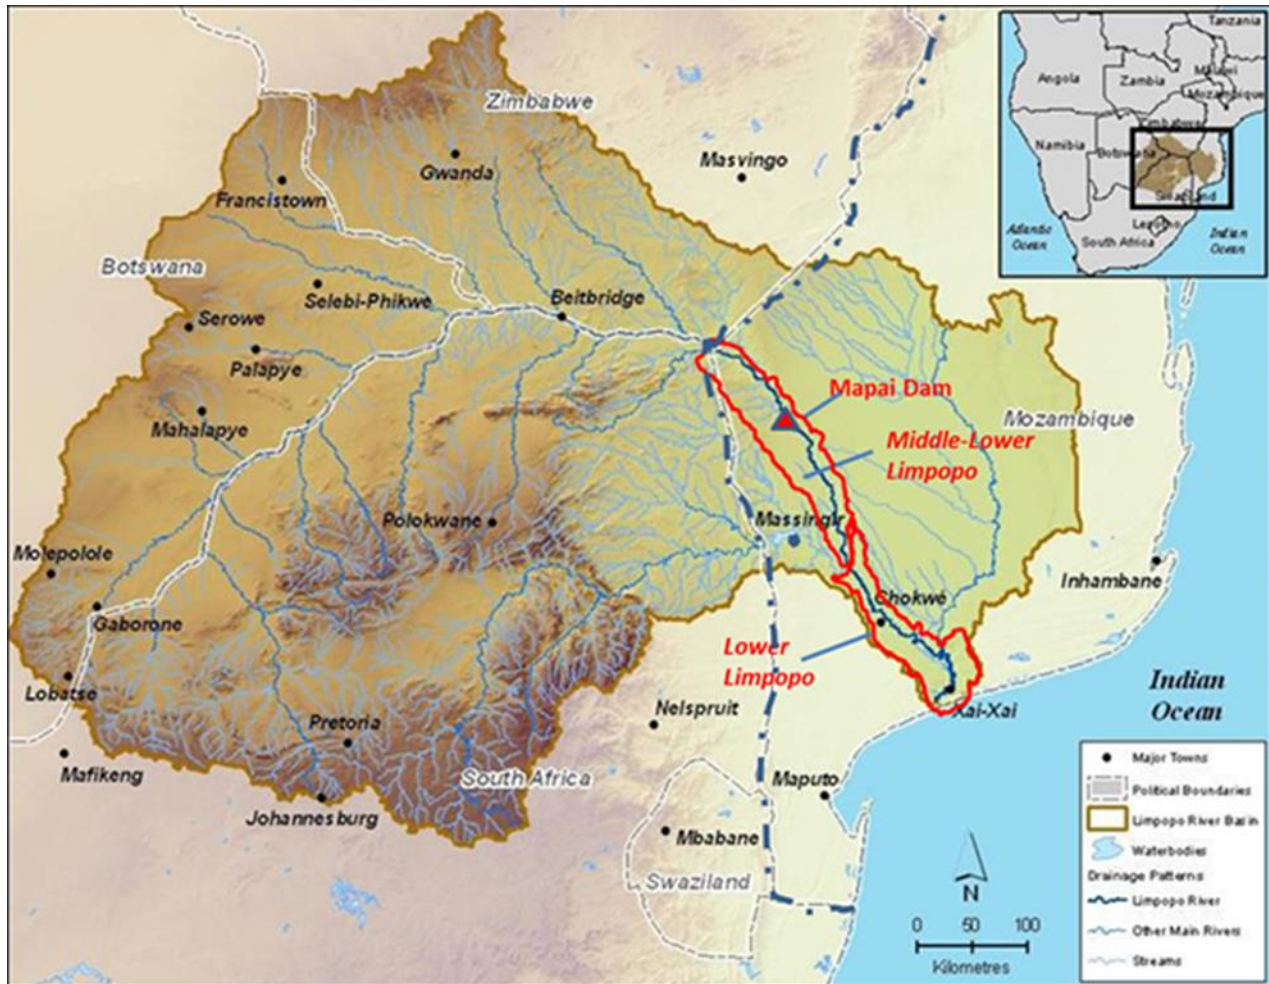 Tanzania
Angola
Zambia
Malawi
Mozambique
Zimbabwe
Namibia
Botswana
Swaziland
Lesotho
South Africa
Atlantic
Ocean
Indian
Ocean
Zimbabwe
Masvingo
Gwanda
Francistown
Botswana
Selebi-Phikwe
Beitbridge
Serowe
Palapye
Mahalapye
Mapai Dam
Mozambique
Middle-Lower
Limpopo
Polokwane
Massingir
Molepolole
Inhambane
Chokwe
Gaborone
Lower
Limpopo
Lobatse
Indian
Ocean
Xai-Xai
Nelspruit
Pretoria
Mafikeng
South Africa
Maputo
Johannesburg
Mbabane
Swaziland
N
0 50 100
Kilometres
Major Towns
Political Boundaries
Limpopo River Basin
Waterbodies
Drainage Patterns
Limpopo River
Other Main Rivers
Streams